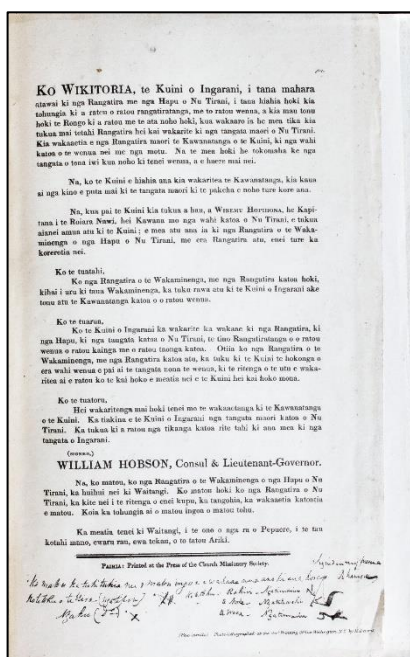 KO WIKITORIA, te Kuini o Ingarani, i tana mahara
atawai ki nga Rangatira me nga Hapu o Nu Tirani, i tana hiahia hoki kia
tohungia ki a ratou o ratou rangatiratanga, me to ratou wenua, a kia mau tonu
hoki te Rongo ki a ratou me te ata noho hoki, kua wakaaro ia he mea tika kia
tukua mai tetahi Rangatira hei kai wakarite ki nga tangata maori o Nu Tirani.
Kia wakaaetia e nga Rangatira maori te Kawanatanga o te Kuini, ki nga wahi
katoa o te wenua nei me nga motu. Na te mea hoki he tokomaha ke nga
tangata o tona iwi kua noho ki tenei wenua, a e haere mai nei.
Na, ko te Kuini e hiahia ana kia wakaritea te Kawanatanga, kia kaua
ai nga kino e puta mai ki te tangata maori ki te pakeha e noho ture kore ana.
Na, kua pai te Kuini kia tukua a hau, a WIREMU HOPIHONA, he Kapi-
tana i te Roiara Nawi, hei Kawana mo nga wahi katoa o Nu Tirani, e tukua
aianei amua atu ki te Kuini; e mea atu ana ia ki nga Rangatira o te Waka-
minenga o nga Hapu o Nu Tirani, me era Rangatira atu, enei ture ka
korerotia nei.
Ko te tuatahi,
Ko nga Rangatira o te Wakaminenga, me nga Rangatira katoa hoki,
kihai i uru ki taua Wakaminenga, ka tuku rawa atu ki te Kuini o Ingarani ake
tonu atu te Kawanatanga katoa o o ratou wenua.
Ko te tuarua,
Ko te Kuini o Ingarani ka wakarite ka wakaae ki nga Rangatira, ki
nga Hapu, ki nga tangata katoa o Nu Tirani, te tino Rangatiratanga o o ratou
wenua o ratou kainga me o ratou taonga katoa. Otiia ko nga Rangatira o te
Wakaminenga, me nga Rangatira katoa atu, ka tuku ki te Kuini te hokonga o
era wahi wenua e pai ai te tangata nona te wenua, ki te ritenga o te utu e waka-
ritea ai e ratou ko te kai hoko e meatia nei e te Kuini hei kai hoko mona.
Ko te tuatoru,
Hei wakaritenga mai hoki tenei mo te wakaaetanga ki te Kawanatanga
o te Kuini. Ka tiakina e te Kuini o Ingarani nga tangata maori katoa o Nu
Tirani. Ka tukua ki a ratou nga tikanga katoa rite tahi ki ana mea ki nga
tangata o Ingarani.
(SIGNED,)
WILLIAM HOBSON, Consul & Lieutenant-Governor.
Na, ko matou, ko nga Rangatira o te Wakaminenga o nga Hapu o Nu
Tirani, ka huihui nei ki Waitangi. Ko matou hoki ko nga Rangatira o Nu
Tirani, ka kite nei i te ritenga o enei kupu, ka tangohia, ka wakaaetia katoatia
e matou. Koia ka tohungia ai o matou ingoa o matou tohu.
Ka meatia tenei ki Waitangi, i te ono o nga ra o Pepuere, i te tau
kotahi mano, ewaru rau, ewa tekau, o to tatou Ariki.
PAIHIA: Printed at the Press of the Church Missionary Society.